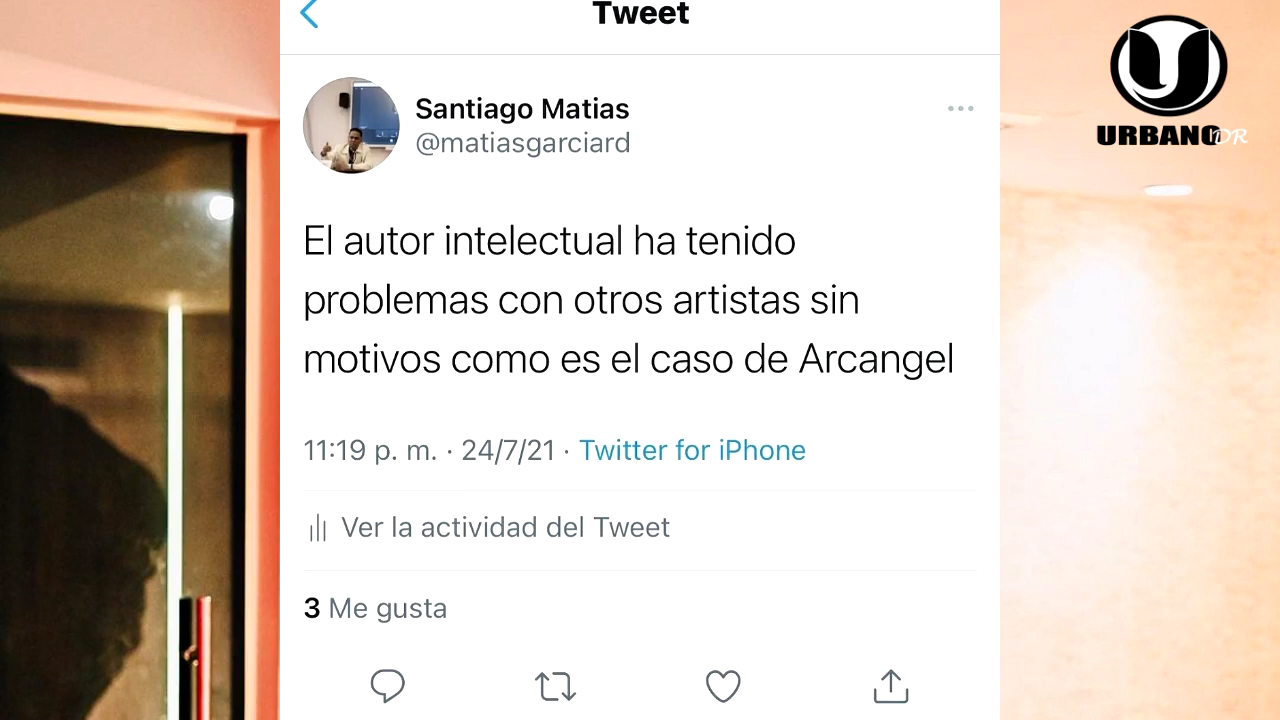 Tweet
Santiago Matias
@matiasgarciard
El autor intelectual ha tenido
problemas con otros artistas sin
motivos como es el caso de Arcangel
11:19 p. m. · 24/7/21 · Twitter for iPhone
Ver la actividad del Tweet
3 Me gusta
URBANO DR